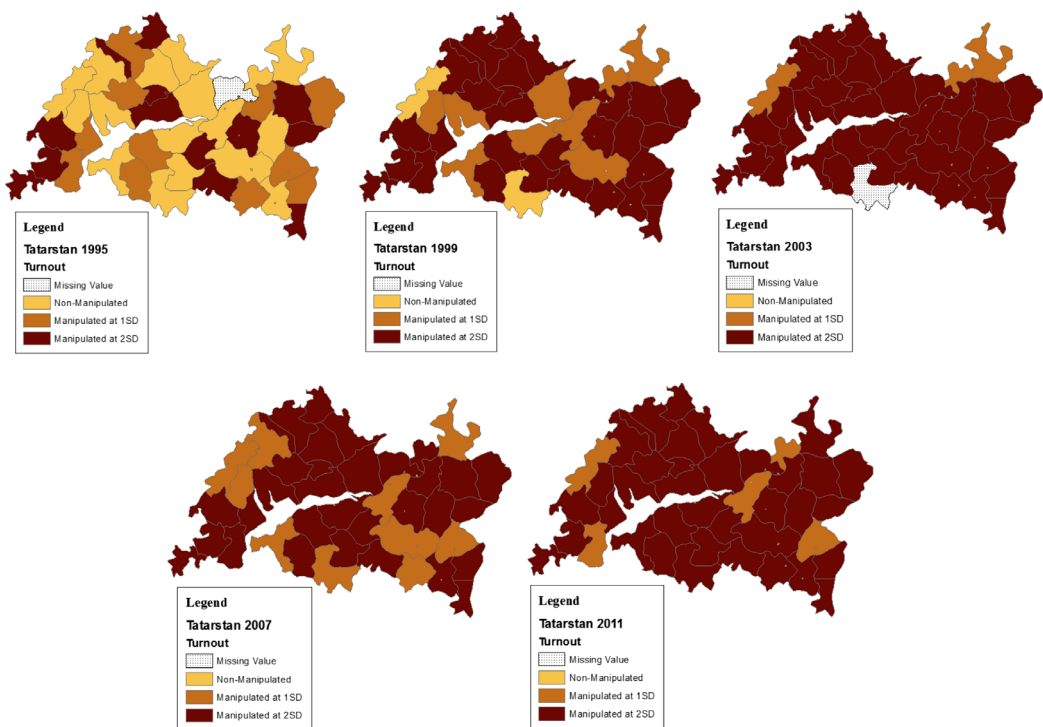 Legend
Tatarstan 1995
Turnout
Missing Value
Non-Manipulated
Manipulated at 1SD
Manipulated at 2SD
Legend
Tatarstan 1999
Turnout
Missing Value
Non-Manipulated
Manipulated at 1SD
Manipulated at 2SD
Legend
Tatarstan 2003
Turnout
Missing Value
Non-Manipulated
Manipulated at 1SD
Manipulated at 2SD
Legend
Tatarstan 2007
Turnout
Missing Value
Non-Manipulated
Manipulated at 1SD
Manipulated at 2SD
Legend
Tatarstan 2011
Turnout
Missing Value
Non-Manipulated
Manipulated at 1SD
Manipulated at 2SD